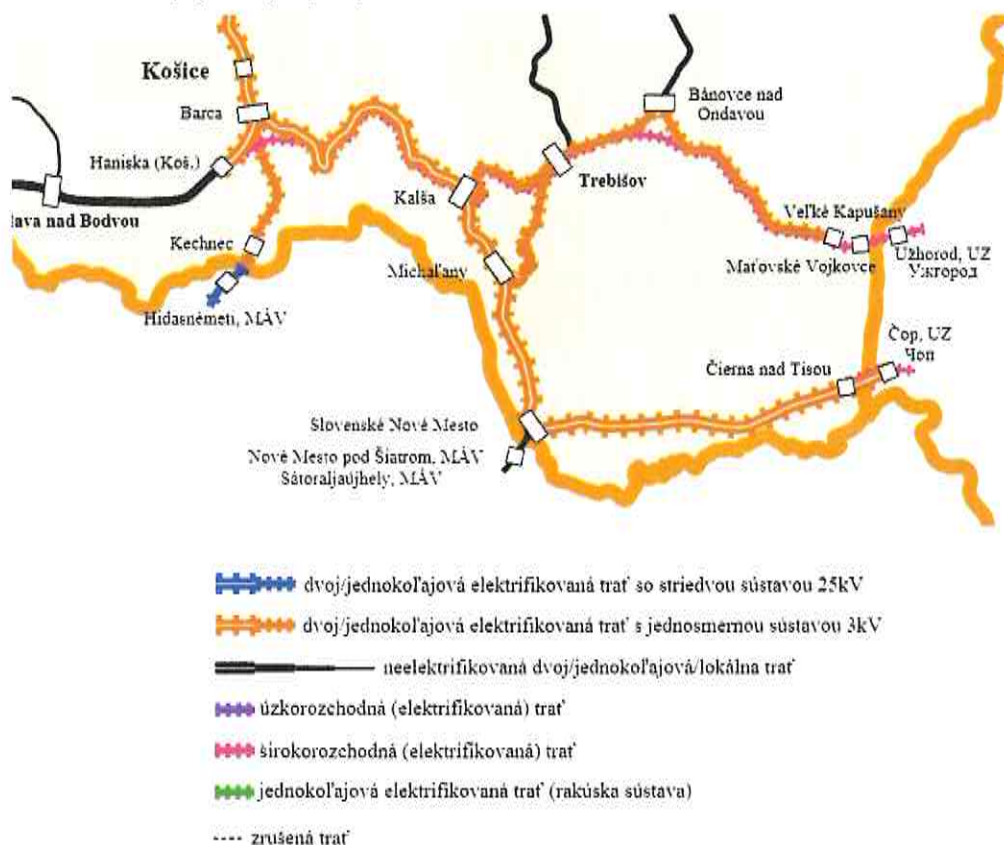 Košice
Barca
Bánovce nad
Ondavou
Haniska (Koš.)
Trebišov
Kalša
lava nad Bodvou
Veľké Kapušany
Kechnec
Maťovské Vojkovce
Užhorod, UZ
Ужгород
Michaľany
Hidasnémeti, MÁV
Čop, UZ
Чоп
Čierna nad Tisou
Slovenské Nové Mesto
Nové Mesto pod Šiatrom, MÁV
Sátoraljaújhely, MÁV
dvoj/jednokoľajová elektrifikovaná trať so striedvou sústavou 25kV
dvoj/jednokoľajová elektrifikovaná trať s jednosmernou sústavou 3kV
neelektrifikovaná dvoj/jednokoľajová/lokálna trať
úzkorozchodná (elektrifikovaná) trať
širokorozchodná (elektrifikovaná) trať
jednokoľajová elektrifikovaná trať (rakúska sústava)
zrušená trať